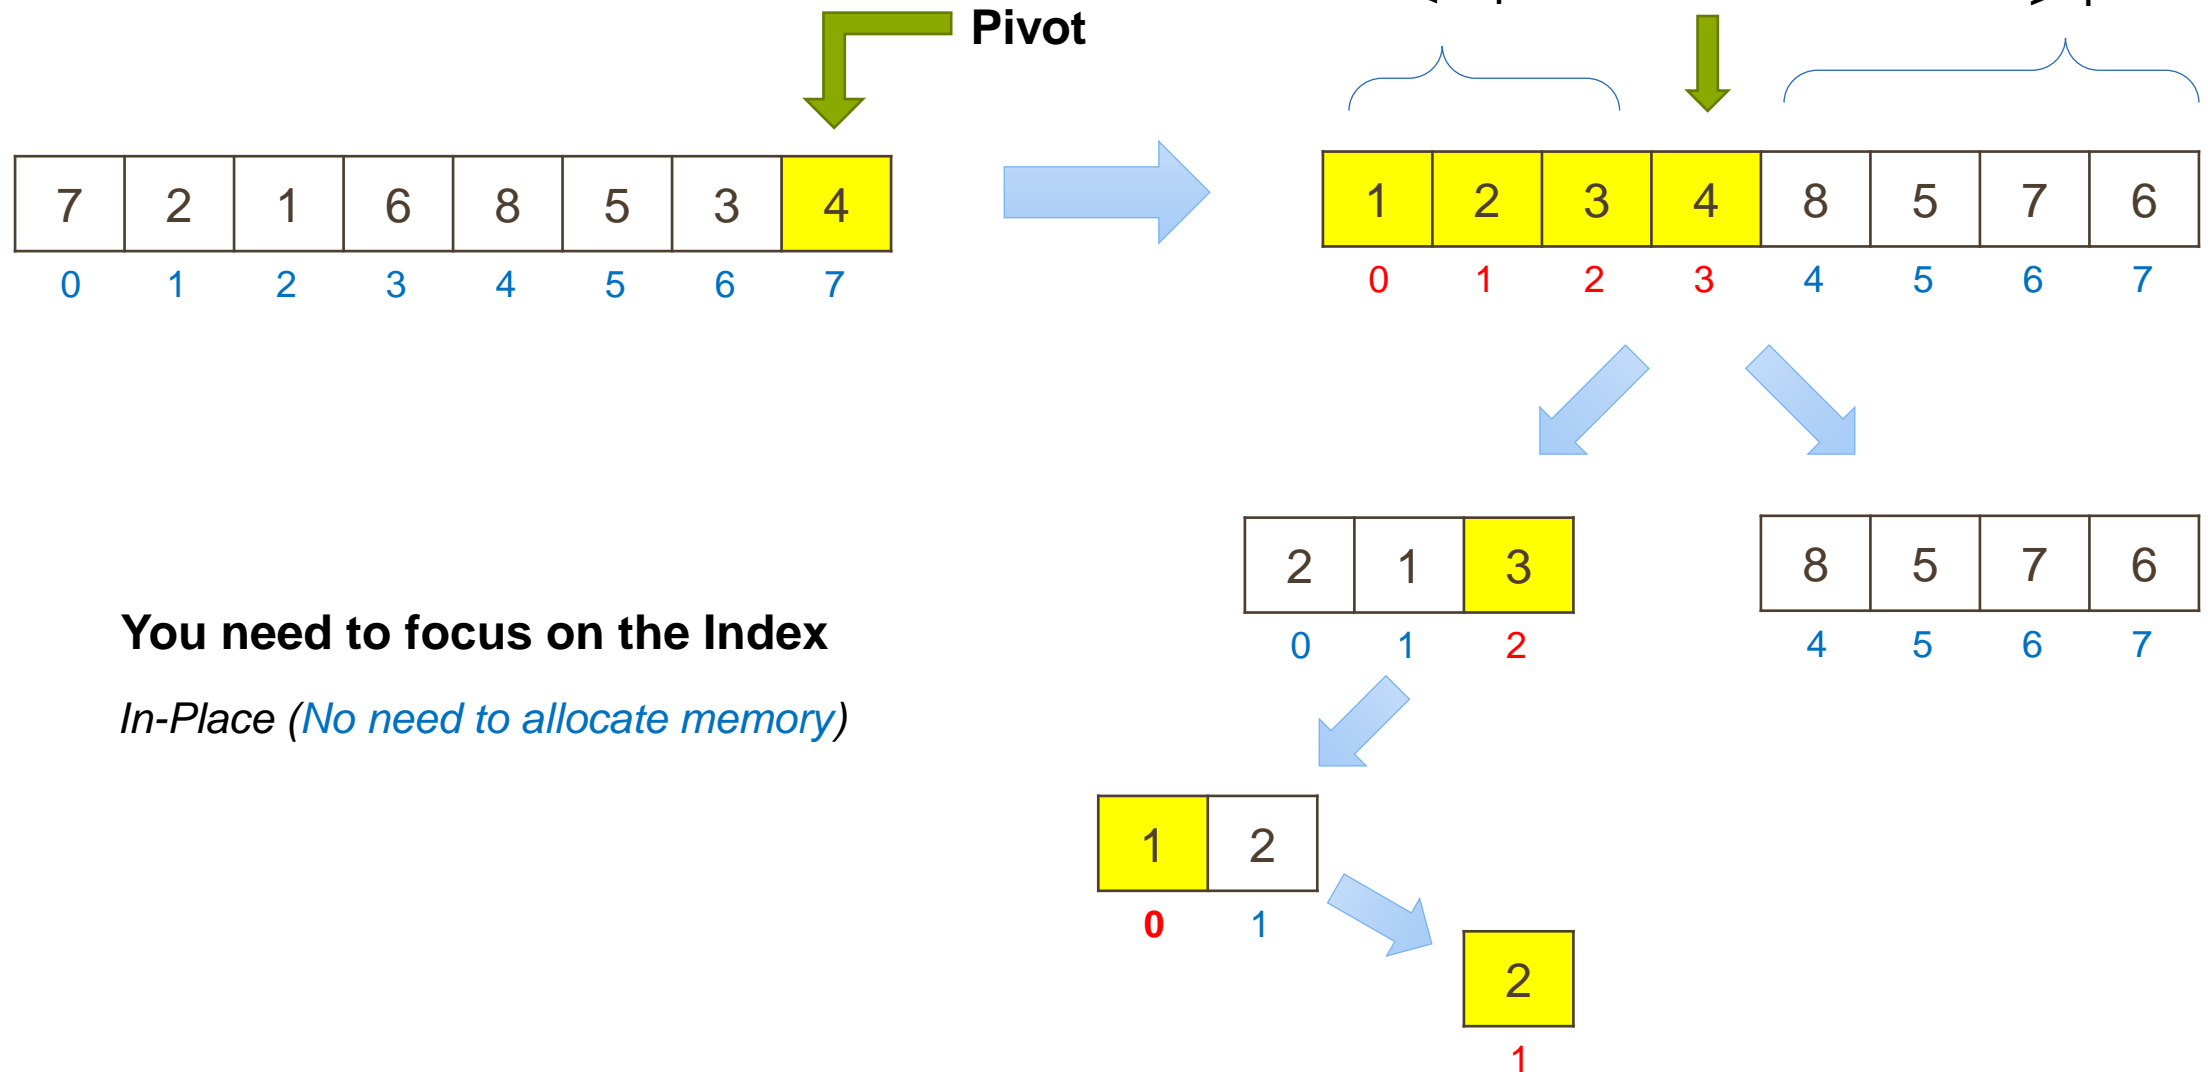 Pivot
7 2 1 6 8 5 3 4
0 1 2 3 4 5 6 7
1 2 3 4 8 5 7 6
0 1 2 3 4 5 6 7
2 1 3
0 1 2
8 5 7 6
4 5 6 7
You need to focus on the Index
In-Place (No need to allocate memory)
1 2
0 1
2
1